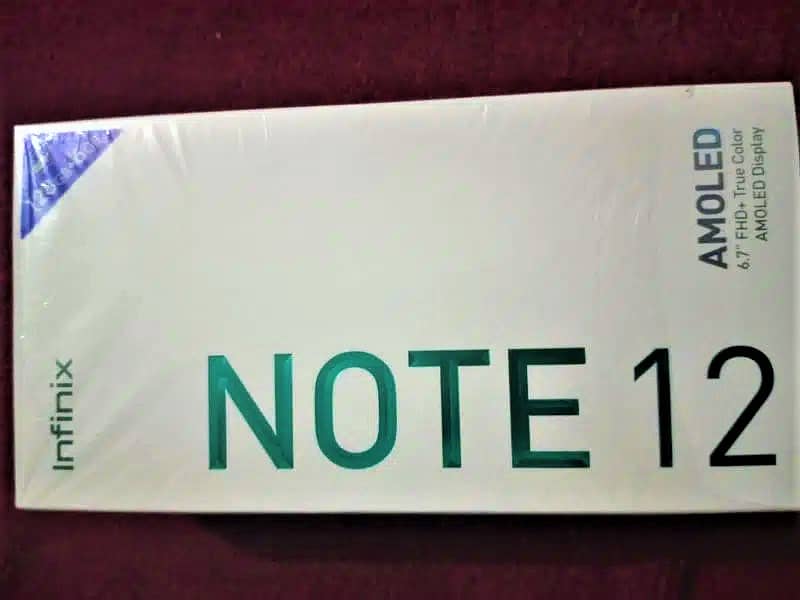 Infinix
NOTE 12
AMOLED
6.7" FHD+ True Color
AMOLED Display